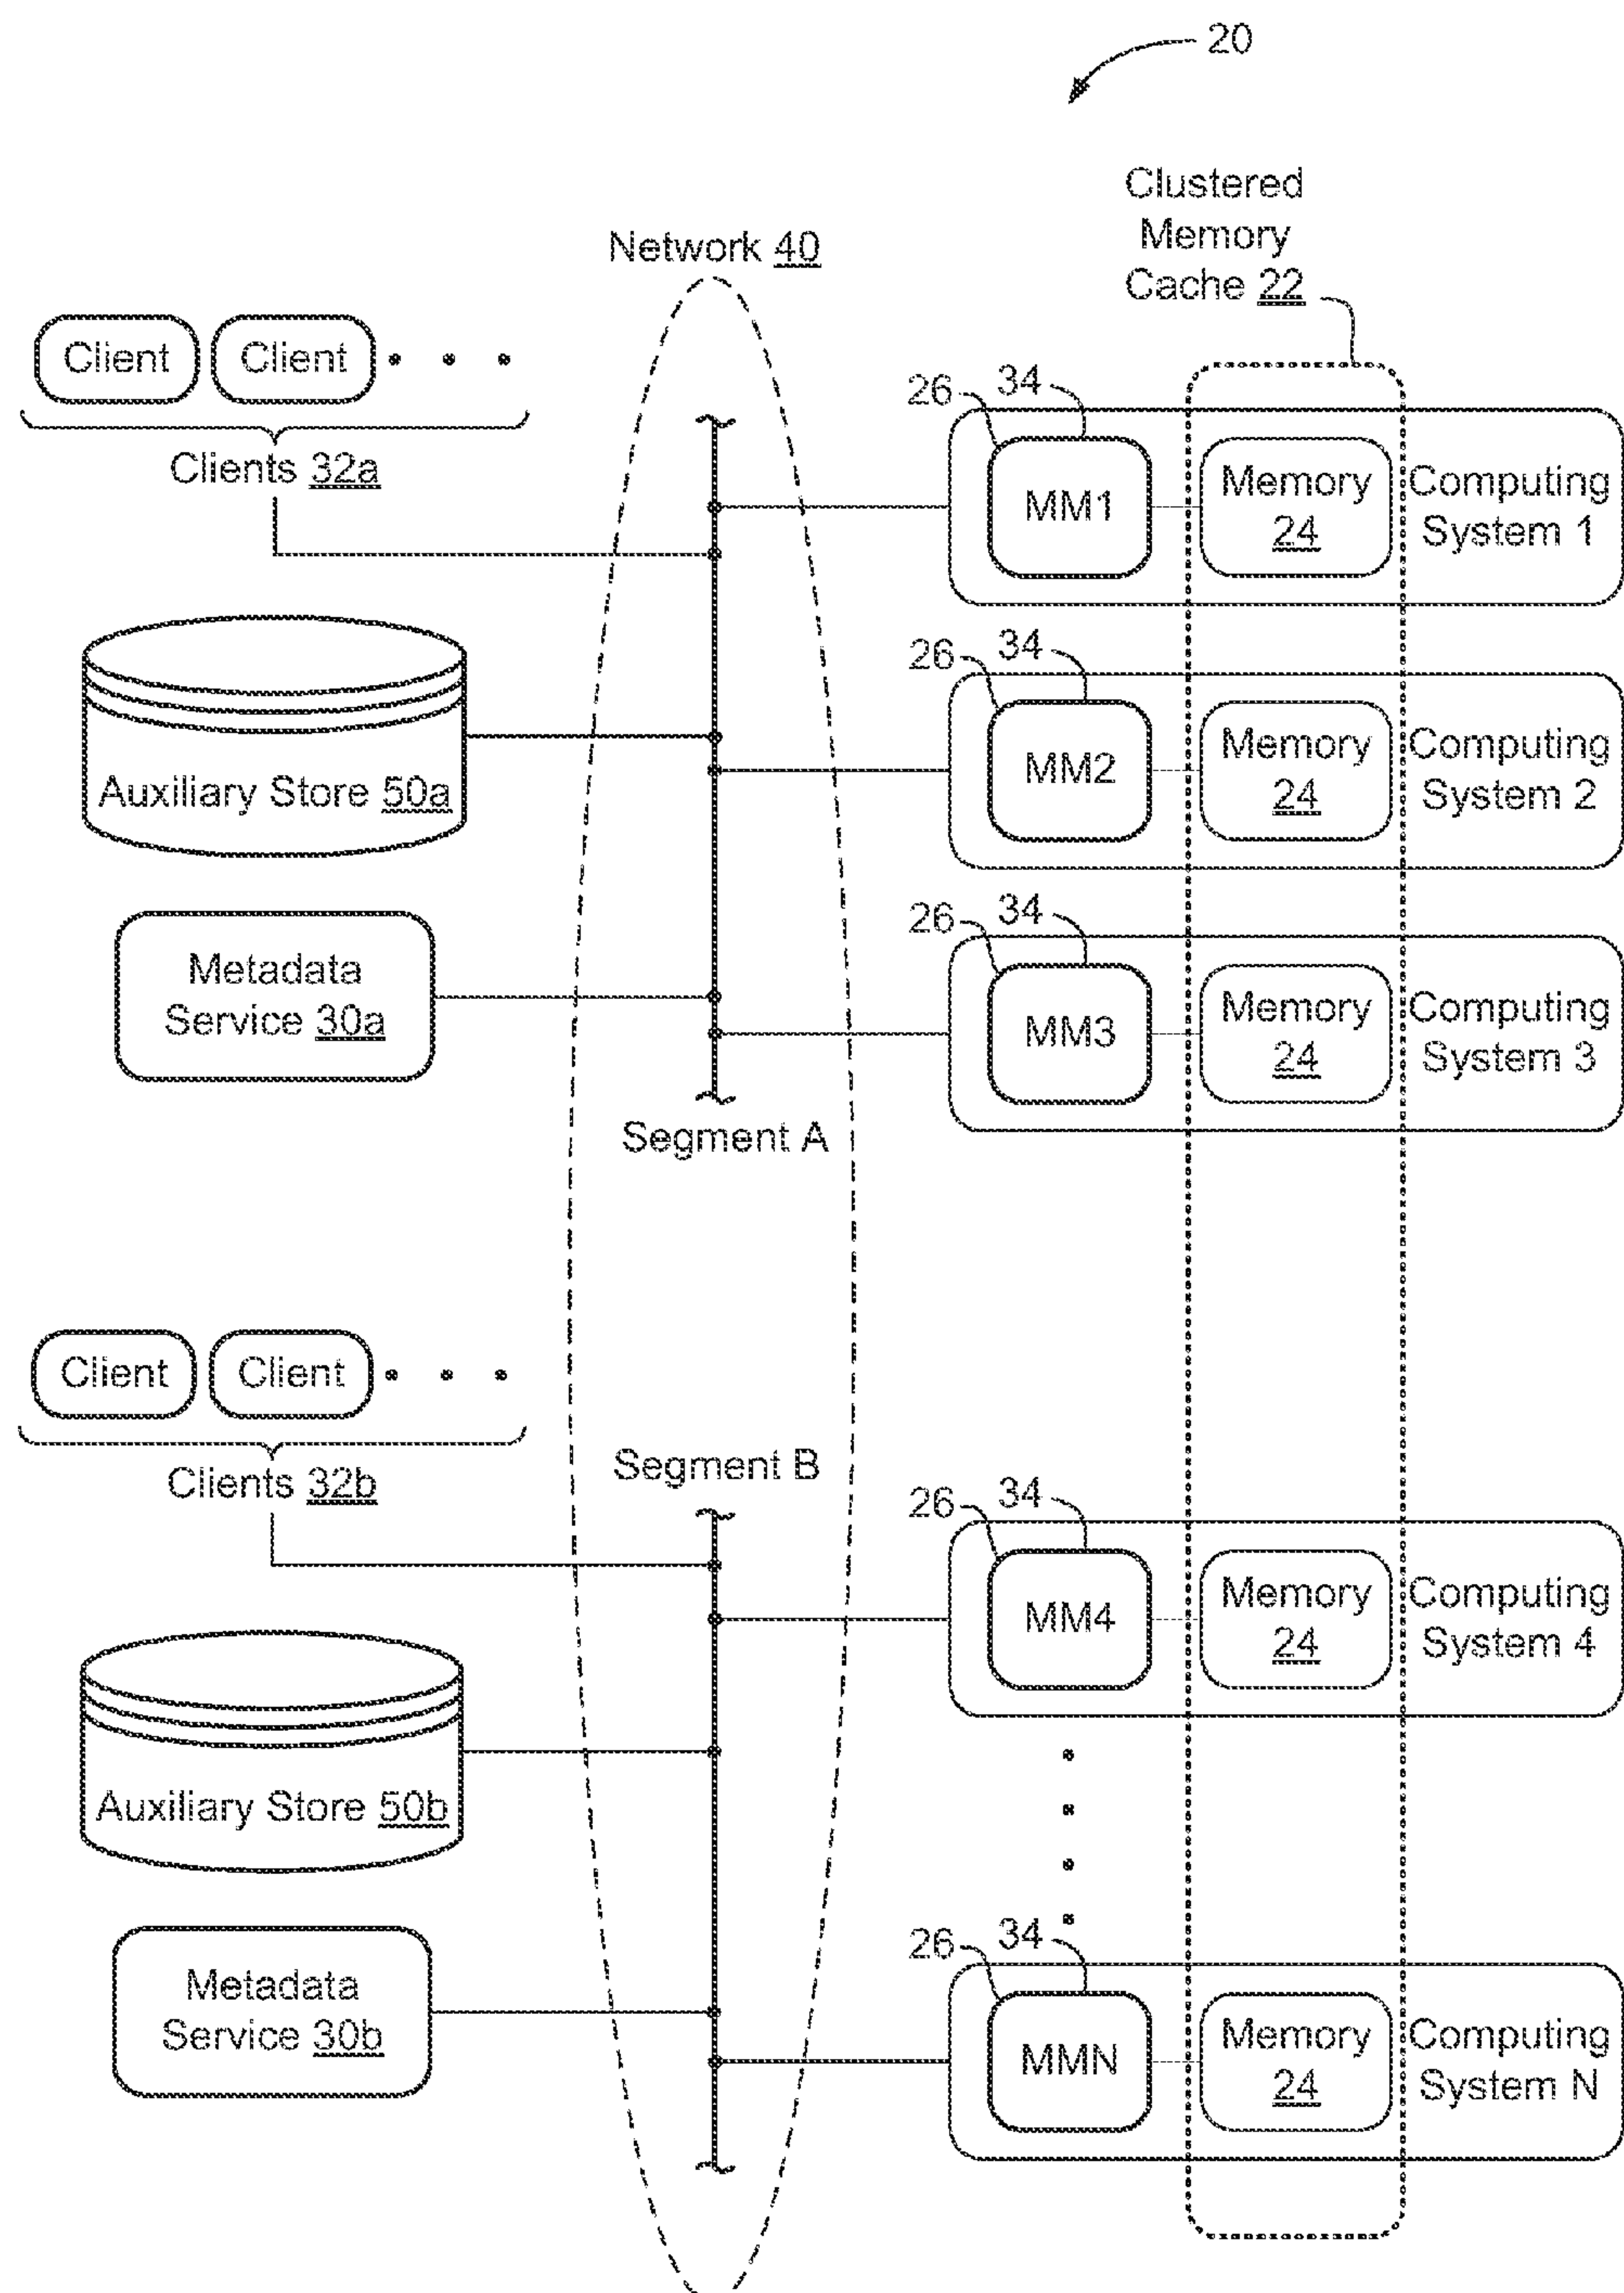 20
Clustered
Memory
Cache 22
Network 40
Client
Client
Clients 32a
26
34
MM1
Memory
24
Computing
System 1
Auxiliary Store 50a
26
34
MM2
Memory
24
Computing
System 2
Metadata
Service 30a
26
34
MM3
Memory
24
Computing
System 3
Segment A
Client
Client
Clients 32b
Segment B
26
34
MM4
Memory
24
Computing
System 4
Auxiliary Store 50b
Metadata
Service 30b
26
34
MMN
Memory
24
Computing
System N